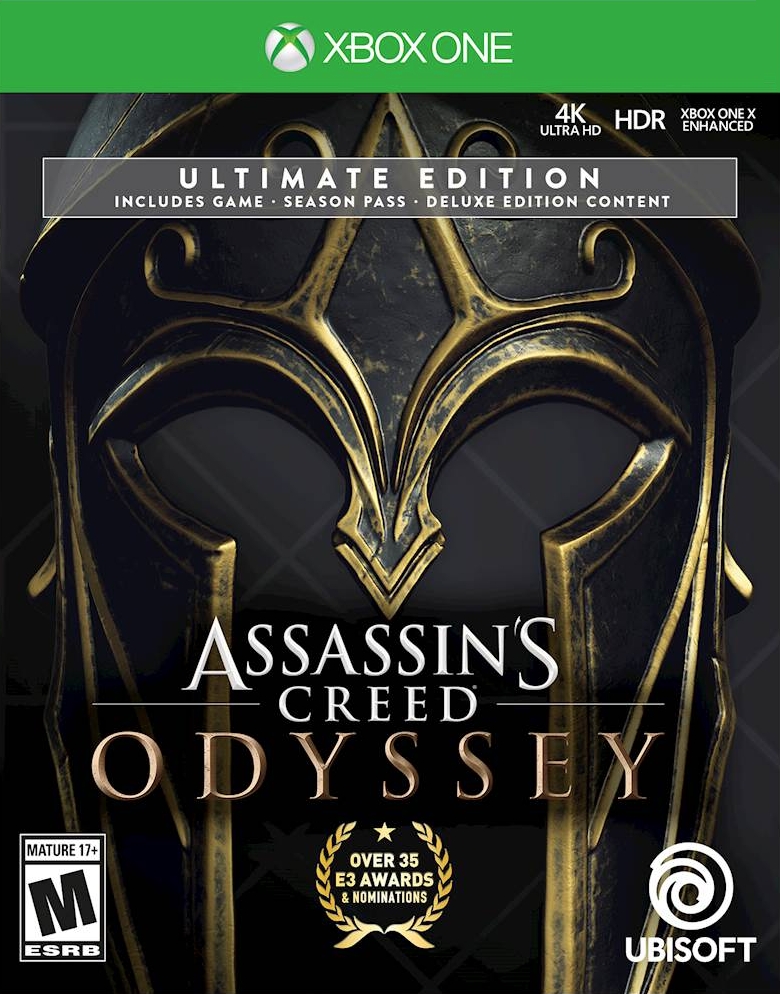 XBOX ONE
4K
ULTRA HD
HDR
XBOX ONE X
ENHANCED
ULTIMATE EDITION
INCLUDES GAME · SEASON PASS · DELUXE EDITION CONTENT
ASSASSIN'S
CREED®
ODYSSEY
MATURE 17+
M
ESRB
OVER 35
E3 AWARDS
& NOMINATIONS
UBISOFT